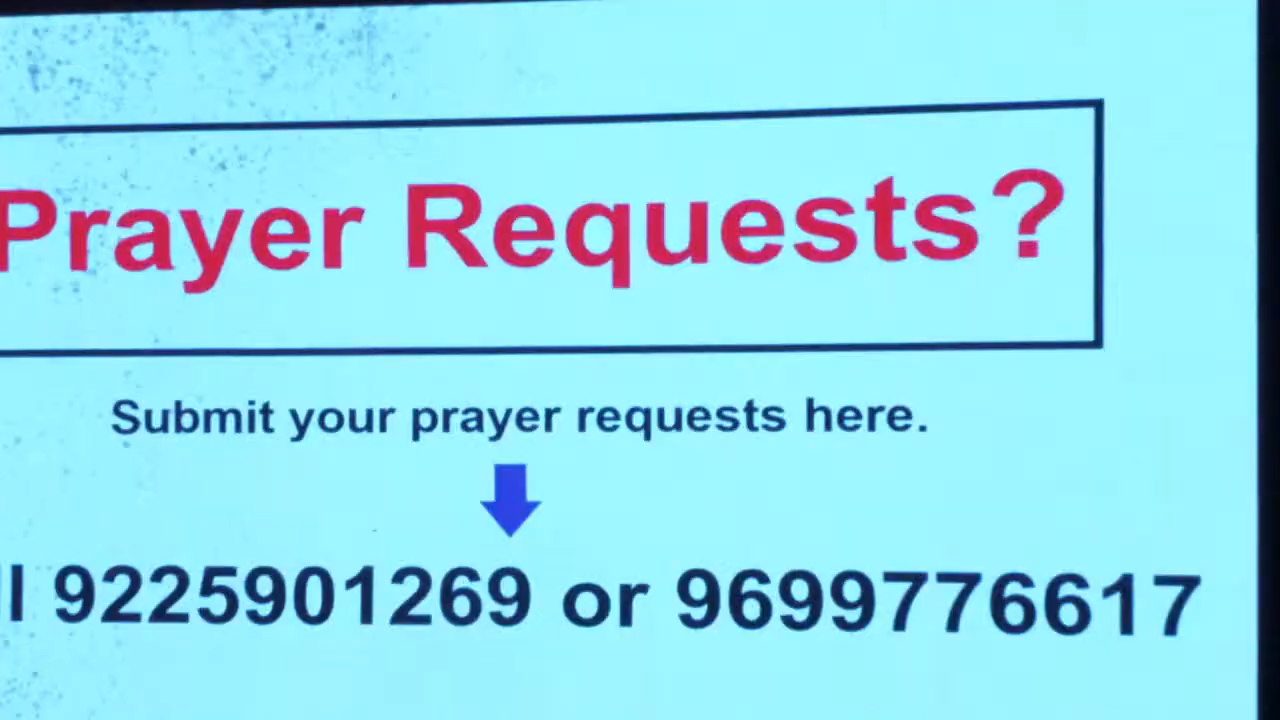 Prayer Requests?
Submit your prayer requests here.
9225901269 or 9699776617